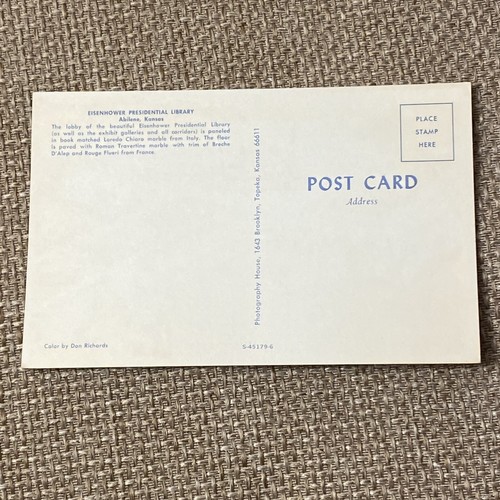 EISENHOWER PRESIDENTIAL LIBRARY
Abilene, Kansas
The lobby of the beautiful Eisenhower Presidential Library
(as well as the exhibit galleries and all corridors) is paneled
in book matched Loredo Chiaro marble from Italy. The floor
is paved with Roman Travertine marble with trim of Breche
D'Alep and Rouge Flueri from France.
Color by Don Richards
Photography House, 1643 Brooklyn, Topeka, Kansas 66611
S-45179-6
PLACE
STAMP
HERE
POST CARD
Address